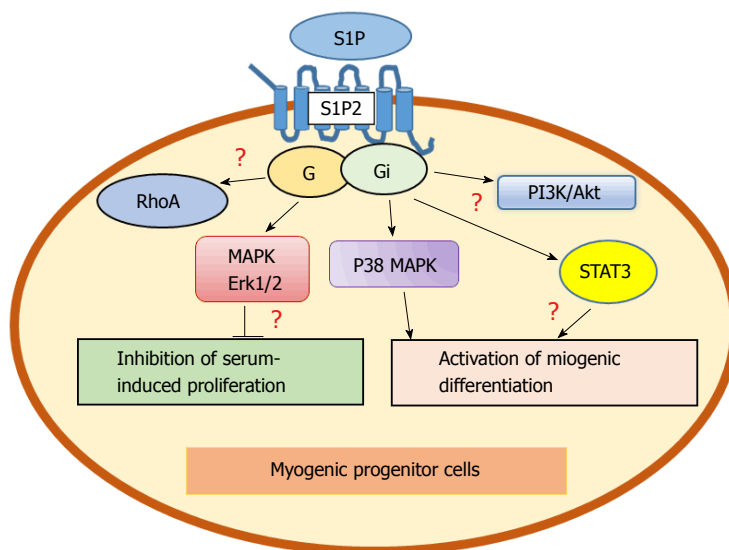 S1P
S1P2
?
G
Gi
RhoA
PI3K/Akt
?
MAPK
Erk1/2
P38 MAPK
STAT3
?
?
Inhibition of serum-
induced proliferation
Activation of miogenic
differentiation
Myogenic progenitor cells